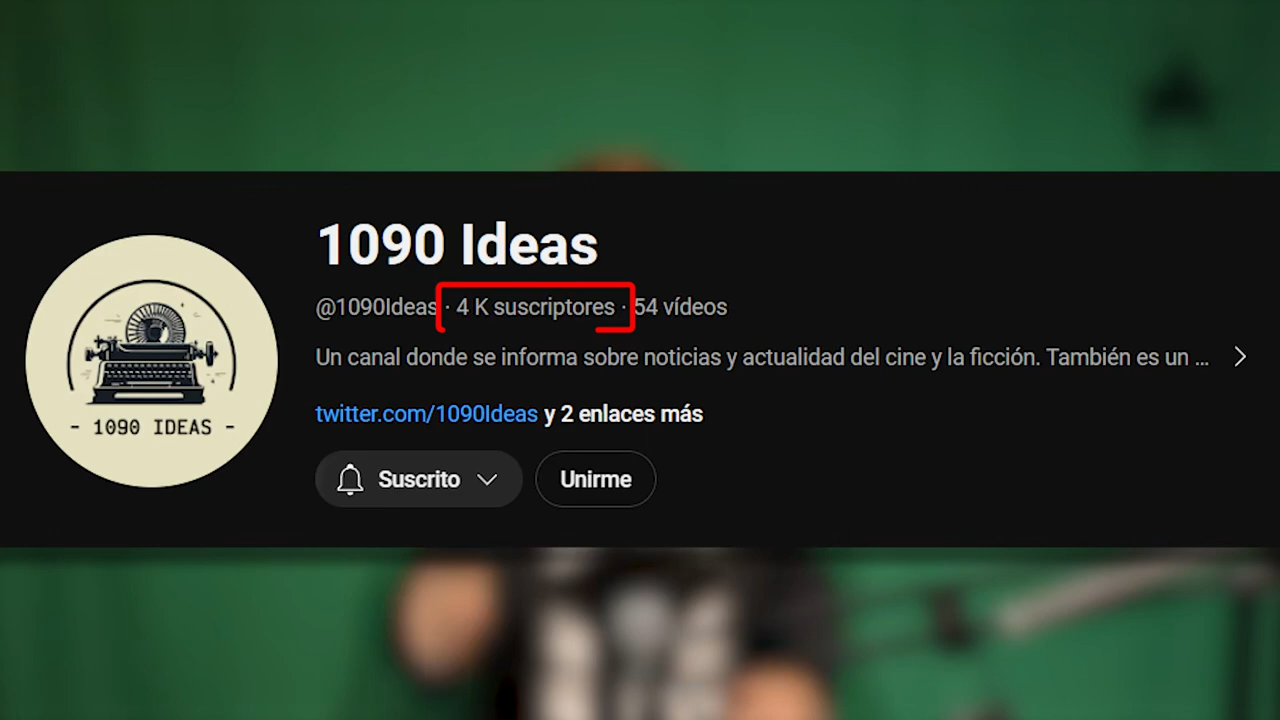 1090 Ideas
@1090Ideas · 4 K suscriptores · 54 vídeos
Un canal donde se informa sobre noticias y actualidad del cine y la ficción. También es un ...
twitter.com/1090Ideas y 2 enlaces más
Suscrito
Unirme
- 1090 IDEAS -